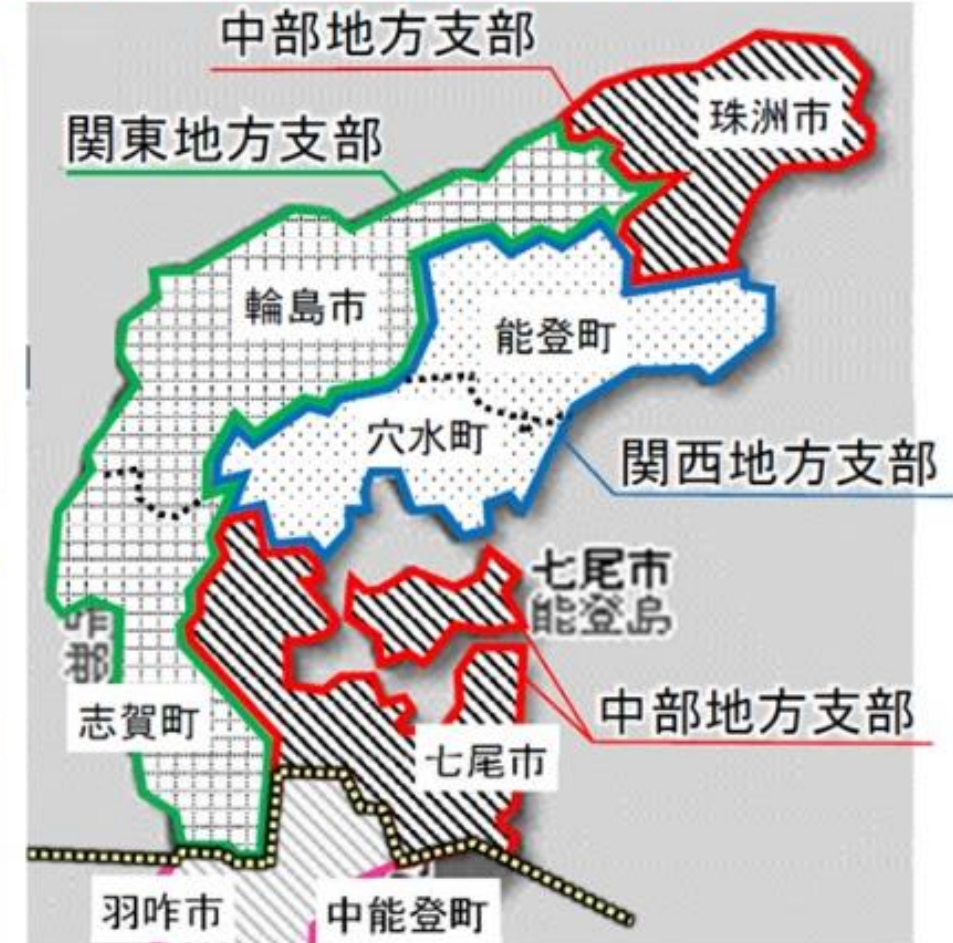 中部地方支部
珠洲市
関東地方支部
輪島市
能登町
穴水町
関西地方支部
七尾市
能登島
咋郡
志賀町
中部地方支部
七尾市
羽咋市
中能登町